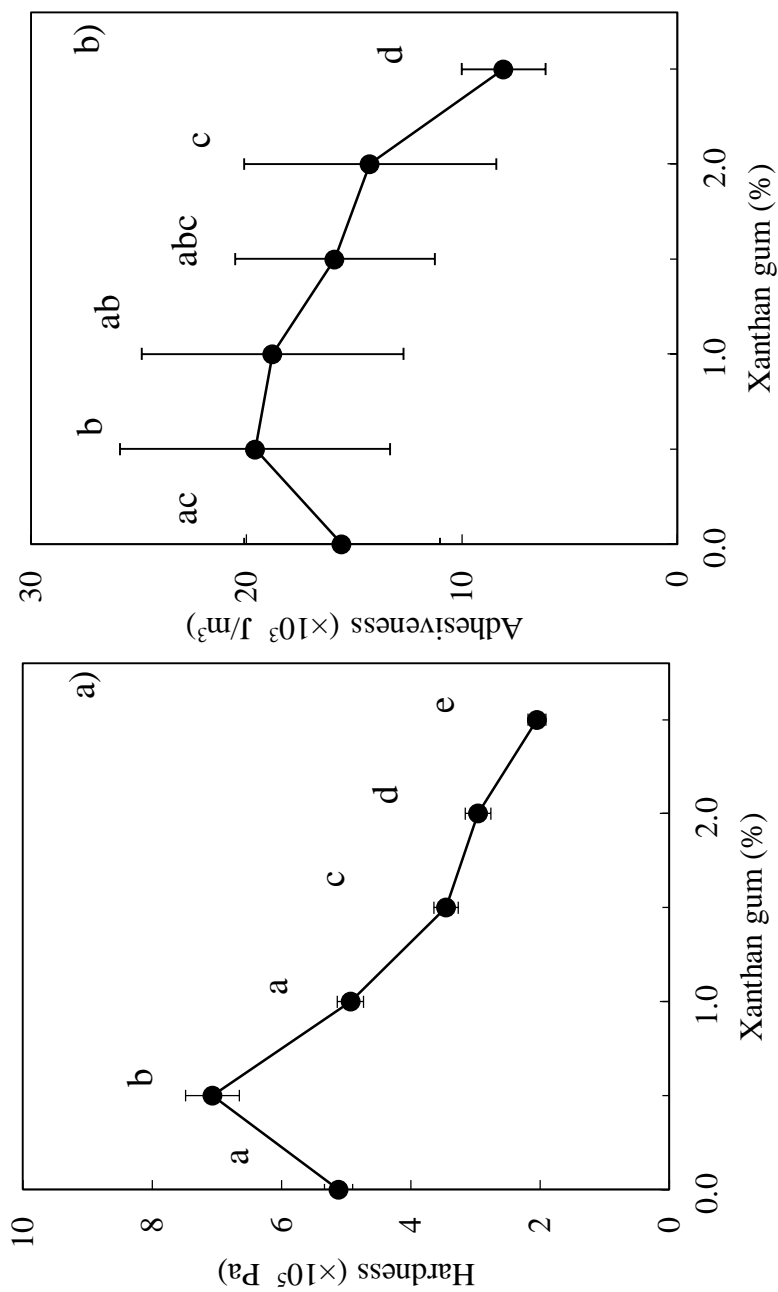 a)
10
8
6
4
2
0
Hardness (×10⁵ Pa)
a
b
a
c
d
e
0.0
1.0
2.0
Xanthan gum (%)
b)
30
20
10
0
Adhesiveness (×10³ J/m³)
ac
b
ab
abc
c
d
0.0
1.0
2.0
Xanthan gum (%)